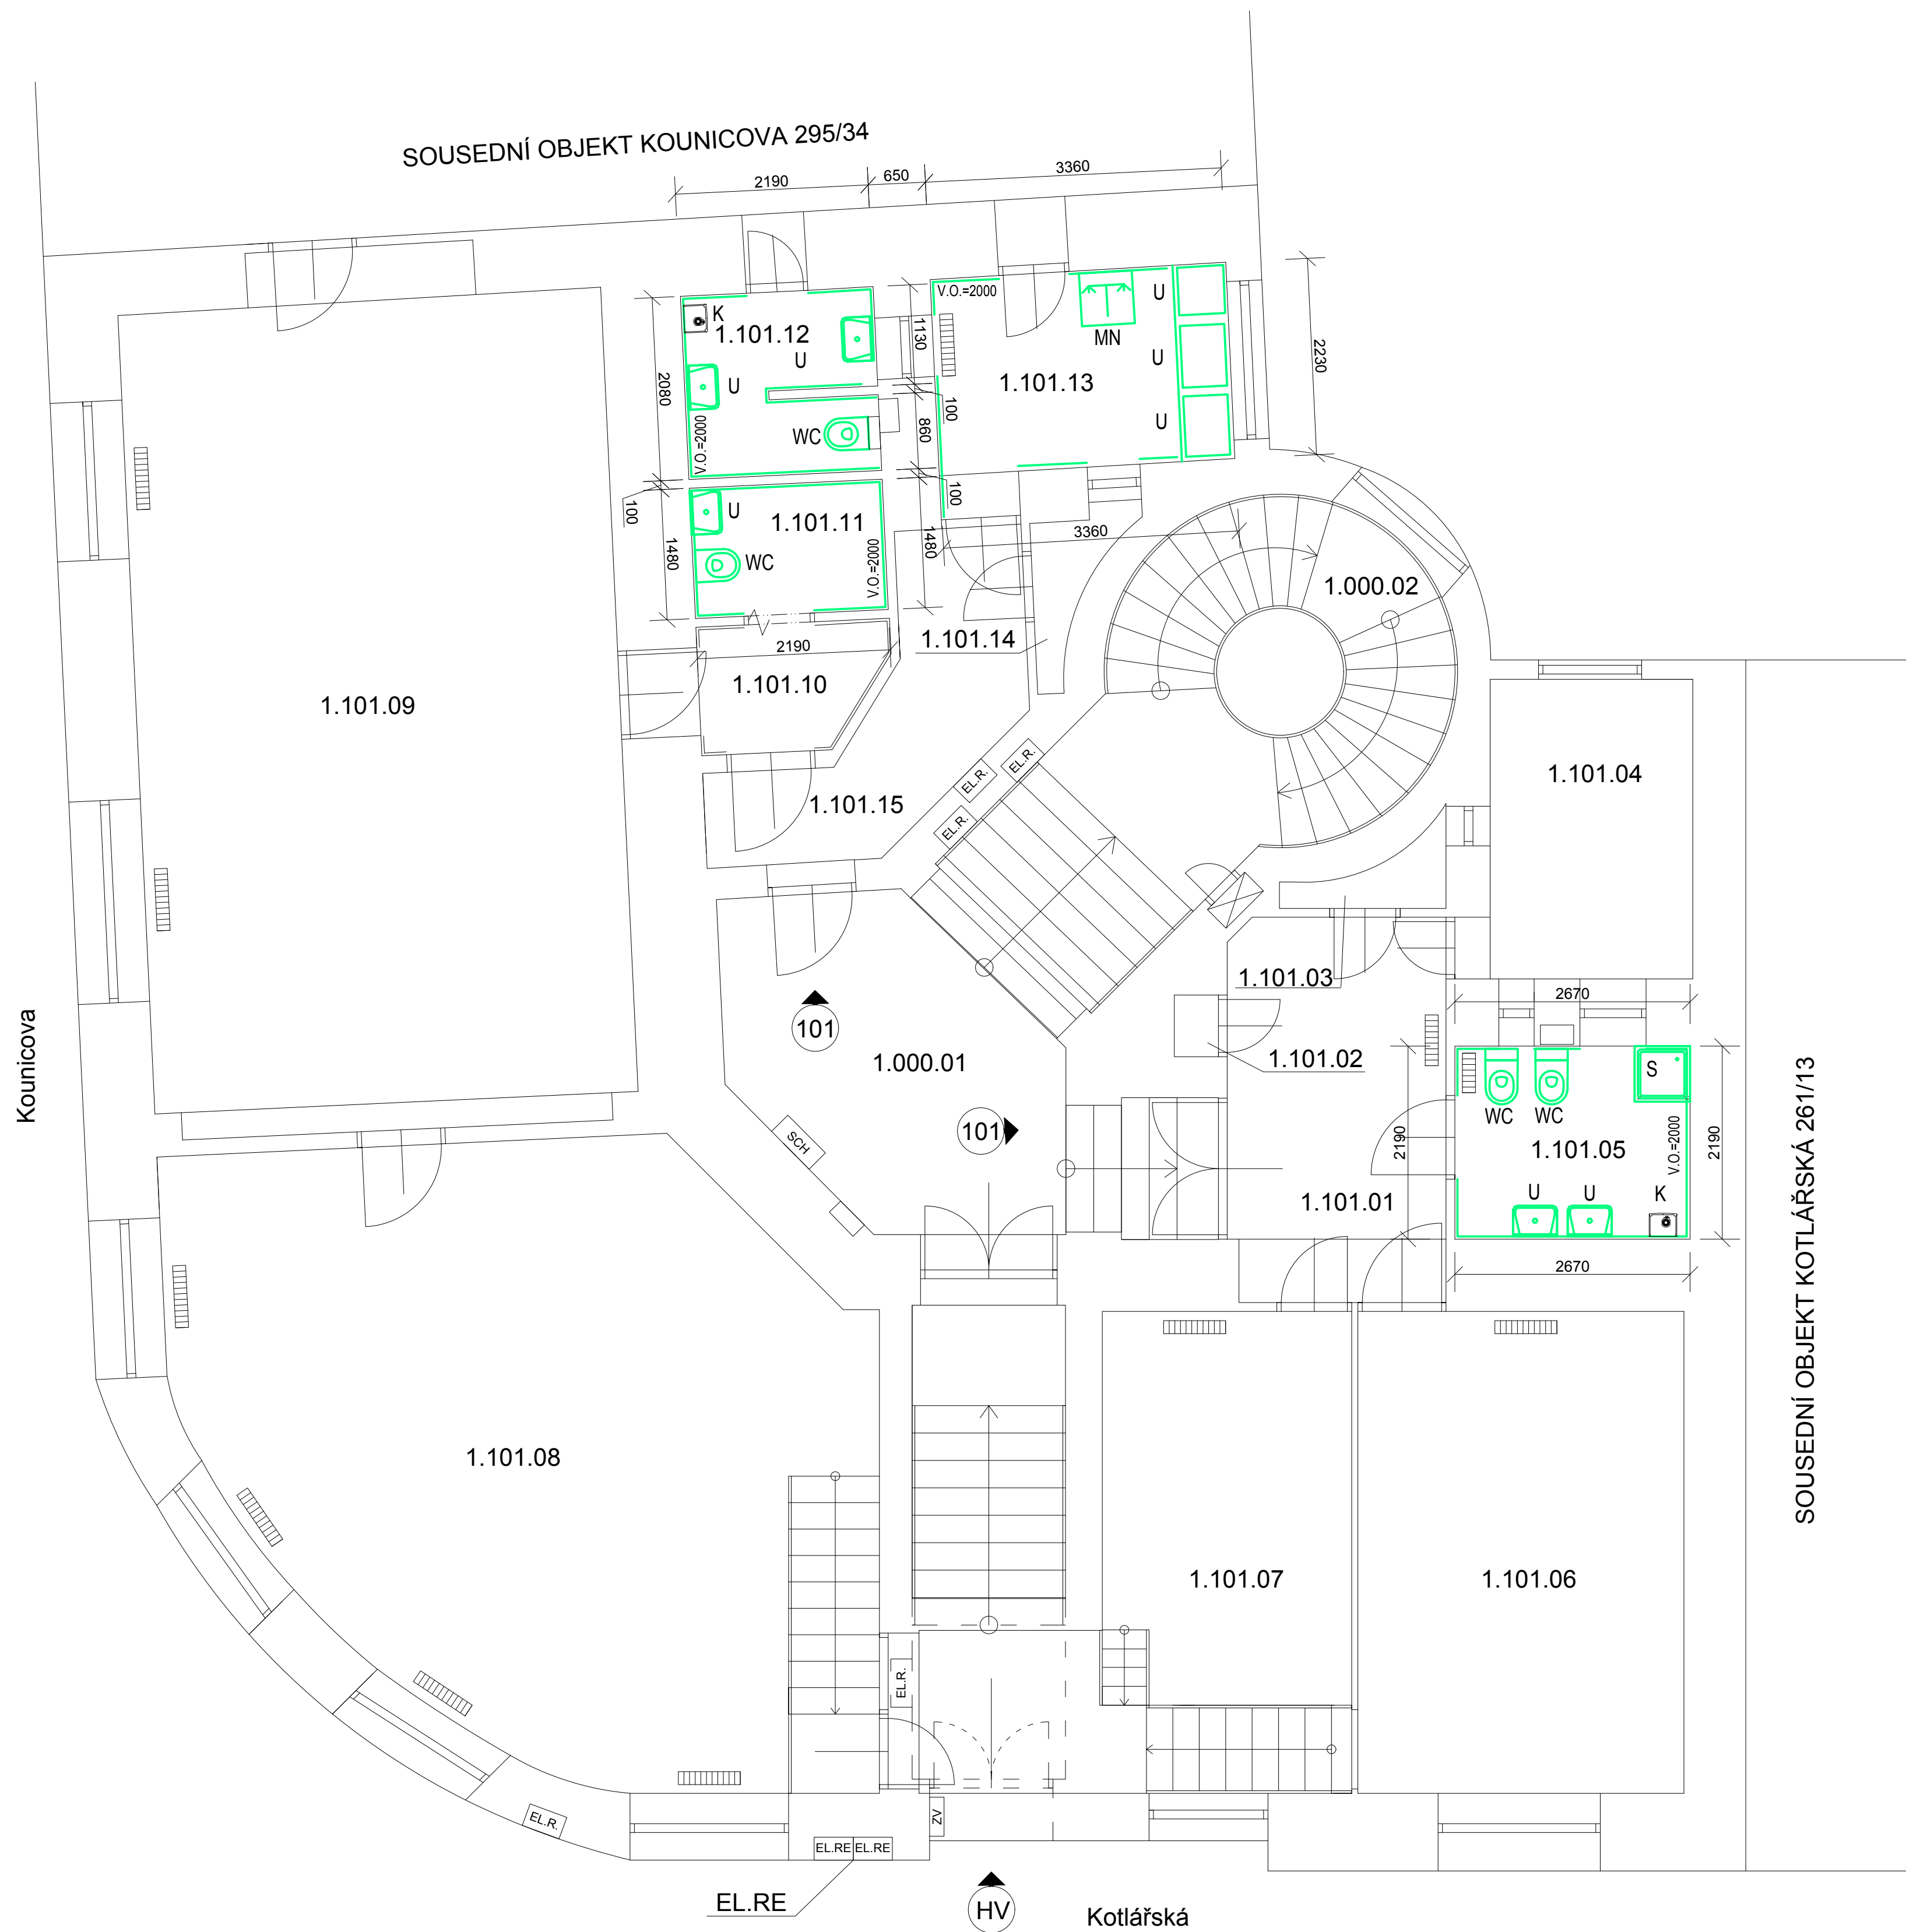 SOUSEDNÍ OBJEKT KOUNICOVA 295/34
2190
650
3360
V.O.=2000
U
MN
U
U
1.101.13
2230
K
1.101.12
U
U
WC
V.O.=2000
2080
1130
100
860
100
1480
100
1480
U
1.101.11
WC
V.O.=2000
3360
1.000.02
1.101.14
2190
1.101.10
1.101.09
1.101.15
EL.R.
EL.R.
EL.R.
1.101.04
1.101.03
2670
101
1.000.01
1.101.02
101
SCH
2190
WC
WC
S
1.101.05
V.O.=2000
2190
U
U
K
1.101.01
2670
Kounicova
SOUSEDNÍ OBJEKT KOTLÁŘSKÁ 261/13
1.101.08
1.101.07
1.101.06
EL.R.
EL.R.
ZV
EL.RE
EL.RE
EL.RE
HV
Kotlářská